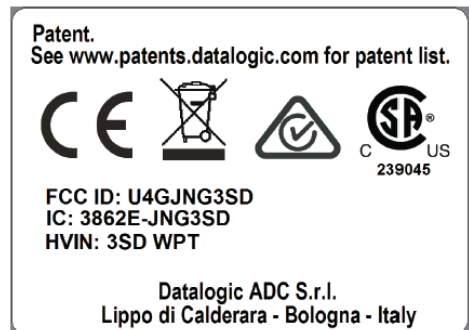 Patent.
See www.patents.datalogic.com for patent list.
CE
SA ®
C US
239045
FCC ID: U4GJNG3SD
IC: 3862E-JNG3SD
HVIN: 3SD WPT
Datalogic ADC S.r.l.
Lippo di Calderara - Bologna - Italy